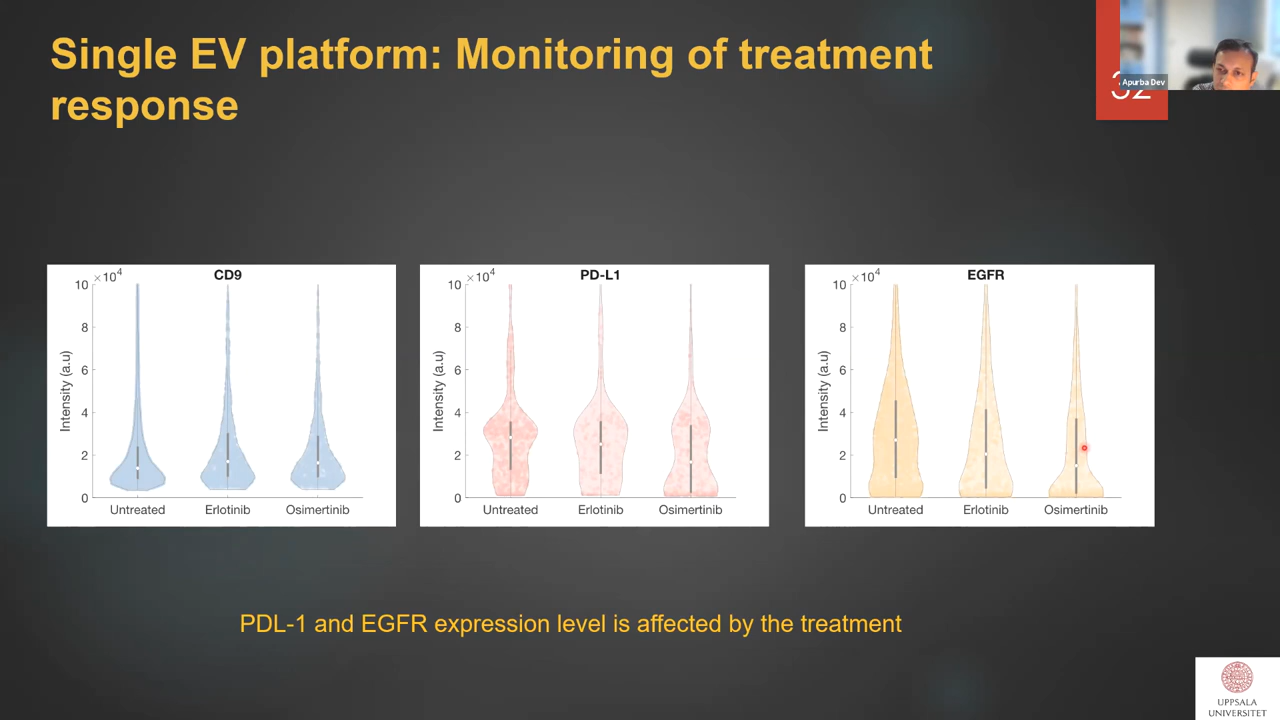 Single EV platform: Monitoring of treatment
response
32
Apurba Dev
CD9
×10⁴
10
8
6
4
2
0
Intensity (a.u)
Untreated Erlotinib Osimertinib
PD-L1
×10⁴
10
8
6
4
2
0
Intensity (a.u)
Untreated Erlotinib Osimertinib
EGFR
×10⁴
10
8
6
4
2
0
Intensity (a.u)
Untreated Erlotinib Osimertinib
PDL-1 and EGFR expression level is affected by the treatment
UPPSALA
UNIVERSITET